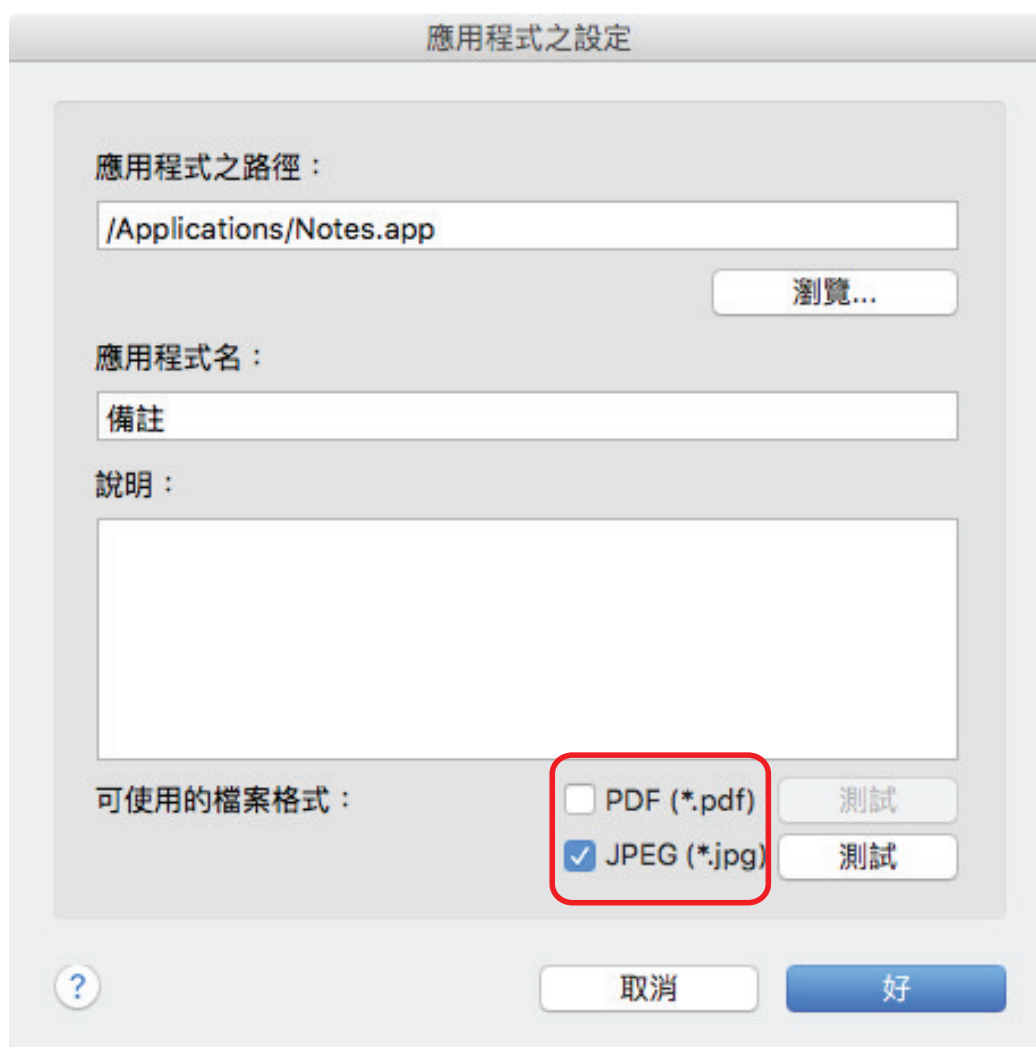 應用程式之設定
應用程式之路徑：
/Applications/Notes.app
瀏覽...
應用程式名：
備註
說明：
可使用的檔案格式： PDF (*.pdf) 測試
JPEG (*.jpg) 測試
? 取消 好